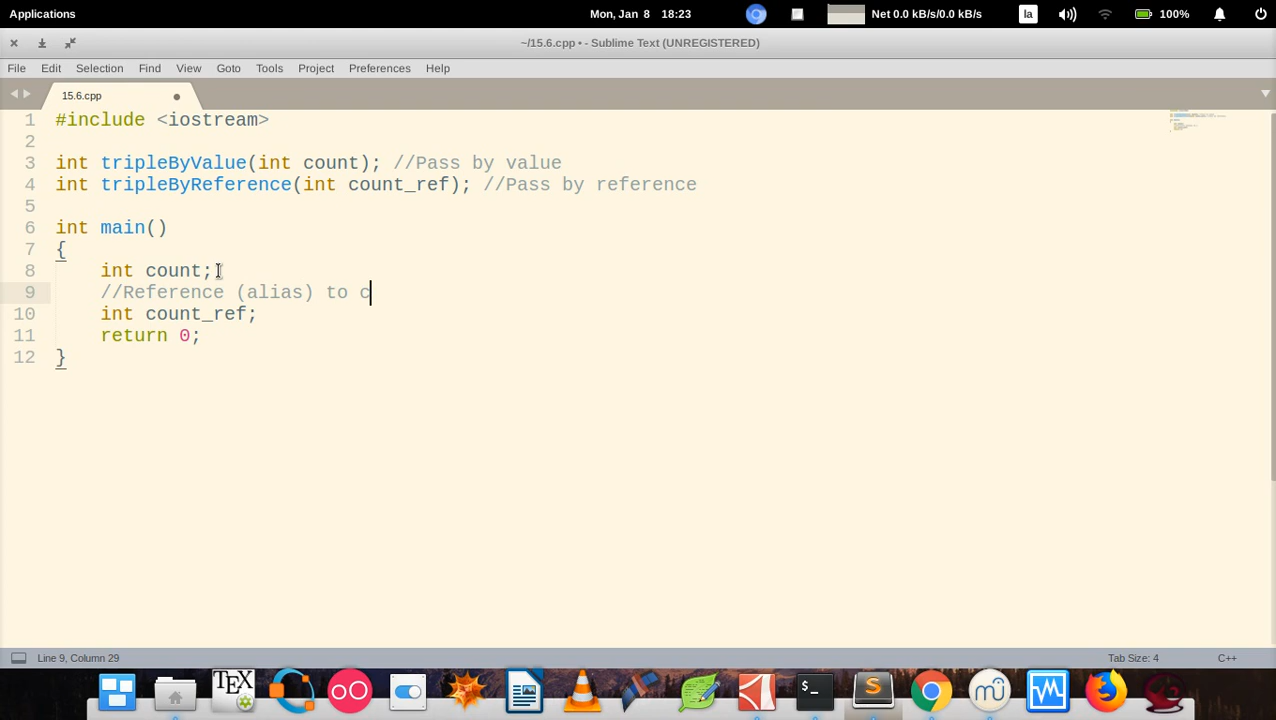 Applications
Mon, Jan 8 18:23
Net 0.0 kB/s/0.0 kB/s
la
100%
~/15.6.cpp • - Sublime Text (UNREGISTERED)
File Edit Selection Find View Goto Tools Project Preferences Help
15.6.cpp
1 #include <iostream>
2
3 int tripleByValue(int count); //Pass by value
4 int tripleByReference(int count_ref); //Pass by reference
5
6 int main()
7 {
8 int count;
9 //Reference (alias) to c
10 int count_ref;
11 return 0;
12 }
Line 9, Column 29
Tab Size: 4
C++
TEX
>_
S
mu